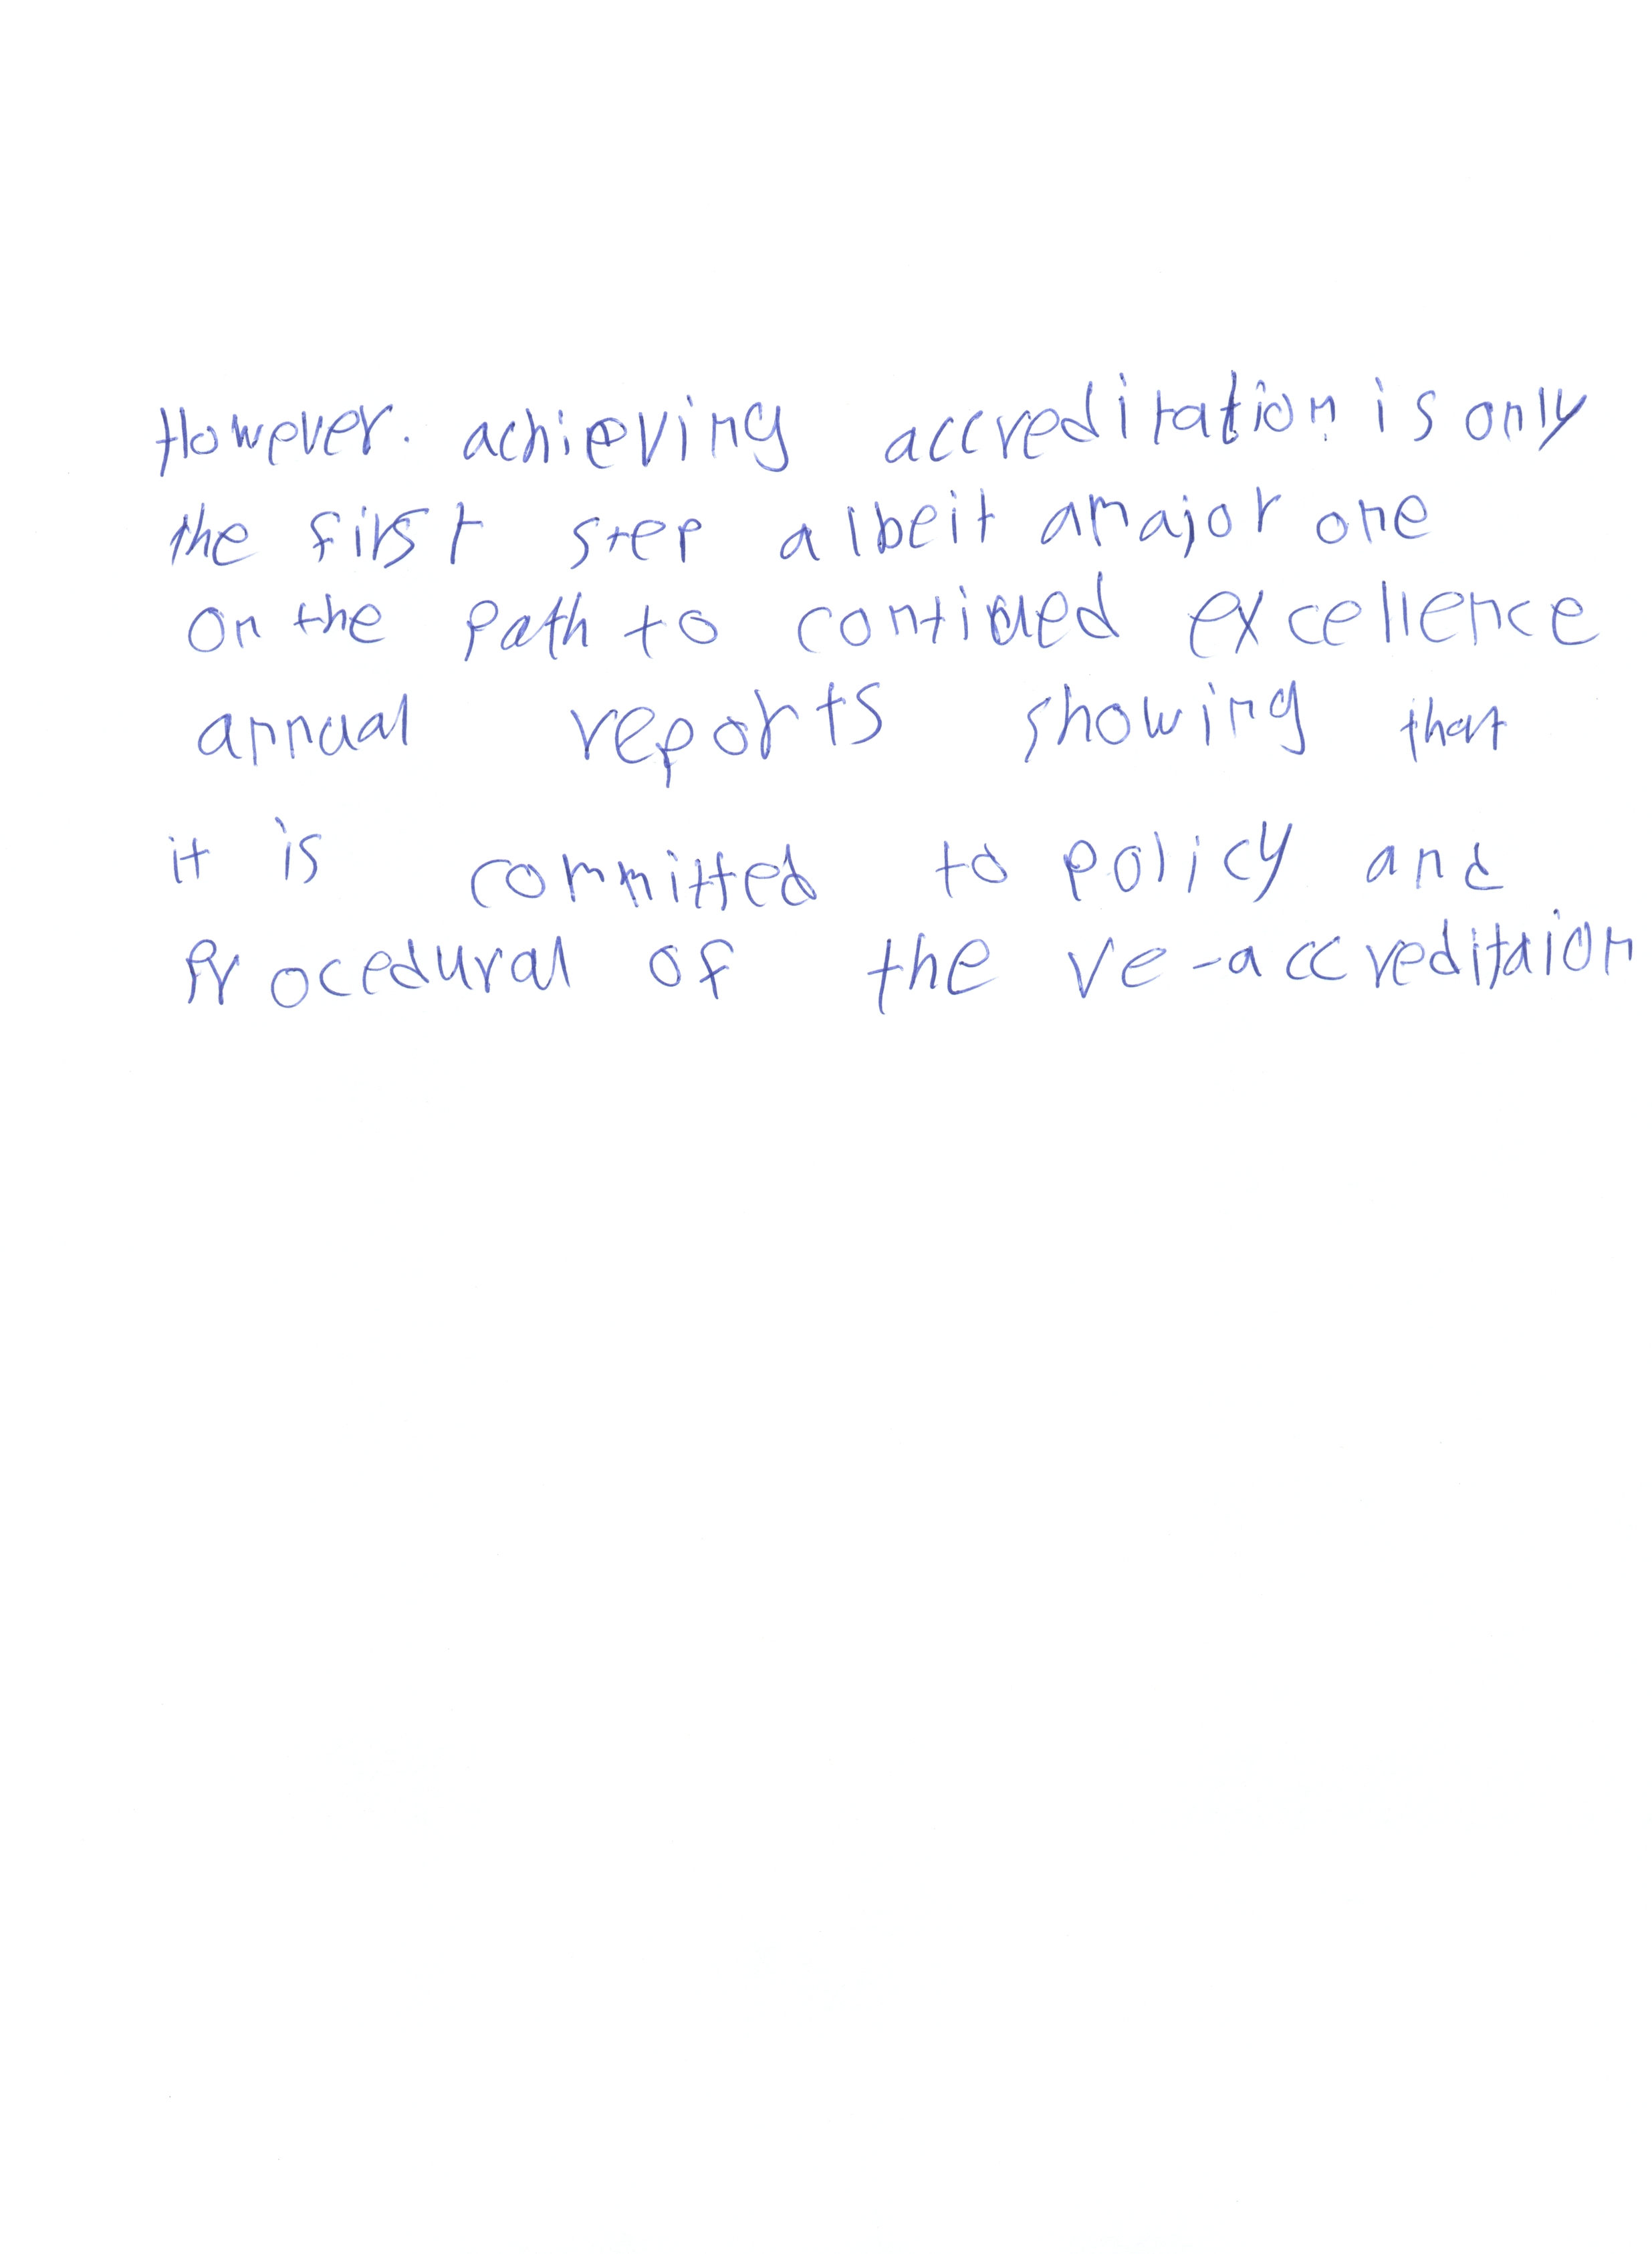 However. achieving accreditation is only
the first step albeit amajor one
on the path to contined excellence
annual reports showing that
it is committed to policy and
procedural of the re-accreditaion